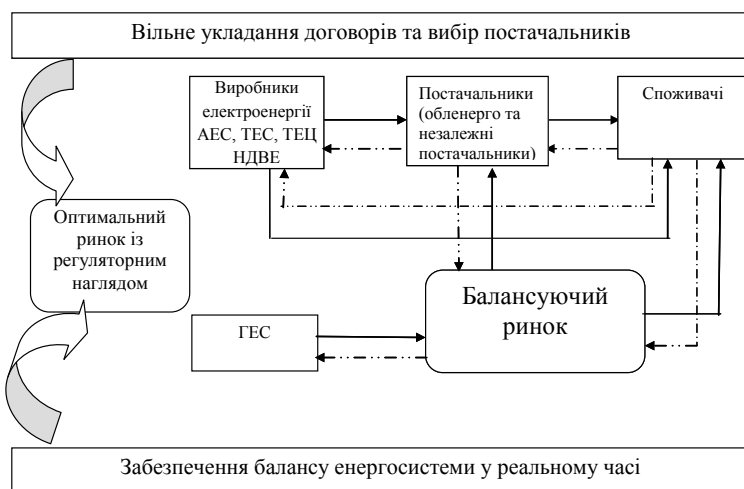 Вільне укладання договорів та вибір постачальників
Виробники
електроенергії
АЕС, ТЕС, ТЕЦ
НДВЕ
Постачальники
(обленерго та
незалежні
постачальники)
Споживачі
Оптимальний
ринок із
регуляторним
наглядом
Балансуючий
ринок
ГЕС
Забезпечення балансу енергосистеми у реальному часі